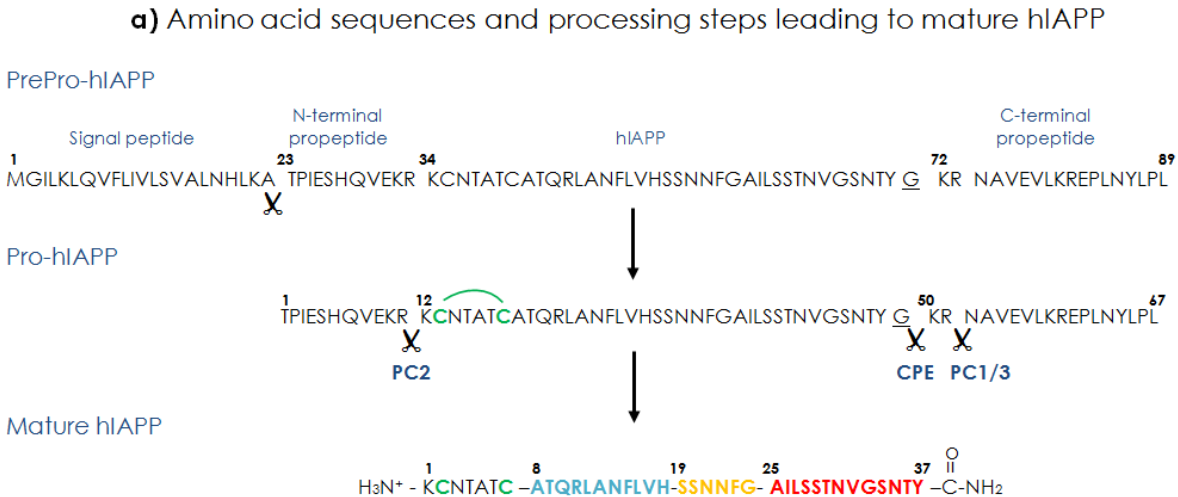 a) Amino acid sequences and processing steps leading to mature hIAPP
PrePro-hIAPP
Signal peptide
N-terminal
propeptide
hIAPP
C-terminal
propeptide
1 23 34 72 89
MGILKLQVFLIVLSVALNHLKA TPIESHQVEKR KCNTATCATQRLANFLVHSSNNFGAILSSTNVGSNTY G KR NAVEVLKREPLNYLPL
Pro-hIAPP
1 12 50 67
TPIESHQVEKR KCNTATCATQRLANFLVHSSNNFGAILSSTNVGSNTY G KR NAVEVLKREPLNYLPL
PC2 CPE PC1/3
Mature hIAPP
1 8 19 25 37 O
H3N+ - KCNTATC –ATQRLANFLVH-SSNNFG- AILSSTNVGSNTY –C-NH2